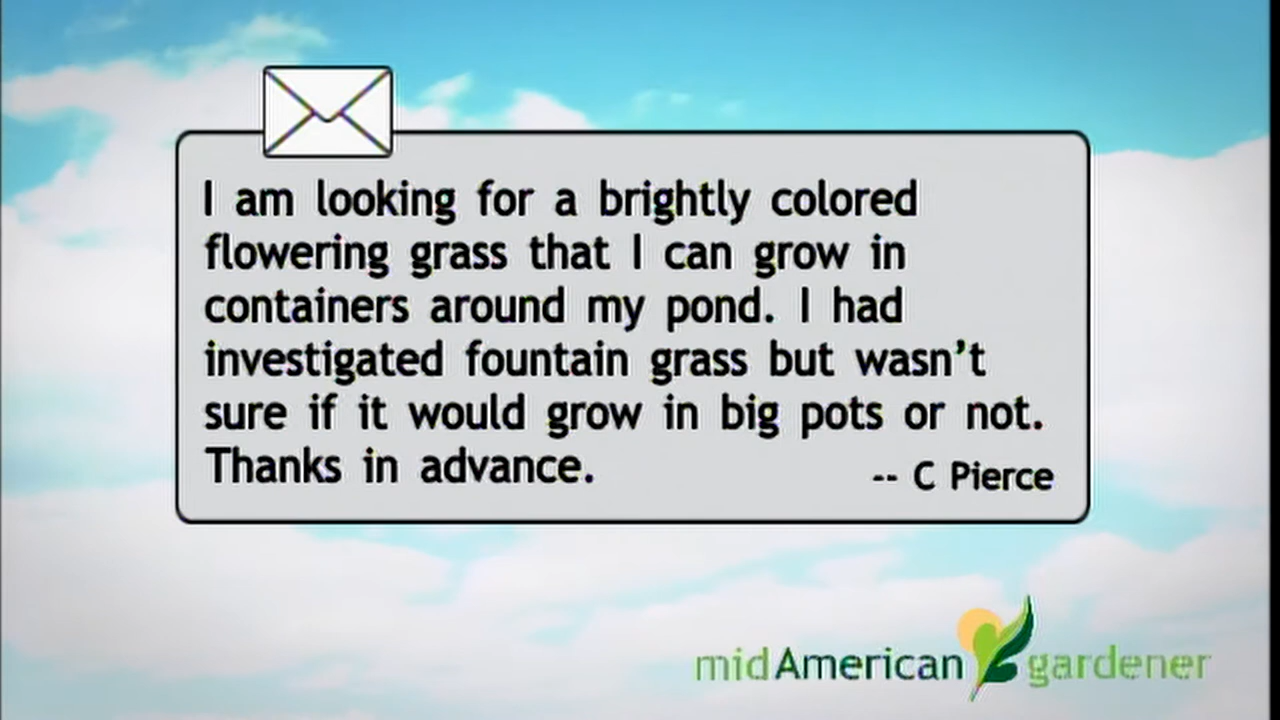 I am looking for a brightly colored
flowering grass that I can grow in
containers around my pond. I had
investigated fountain grass but wasn’t
sure if it would grow in big pots or not.
Thanks in advance.
-- C Pierce
midAmerican gardener